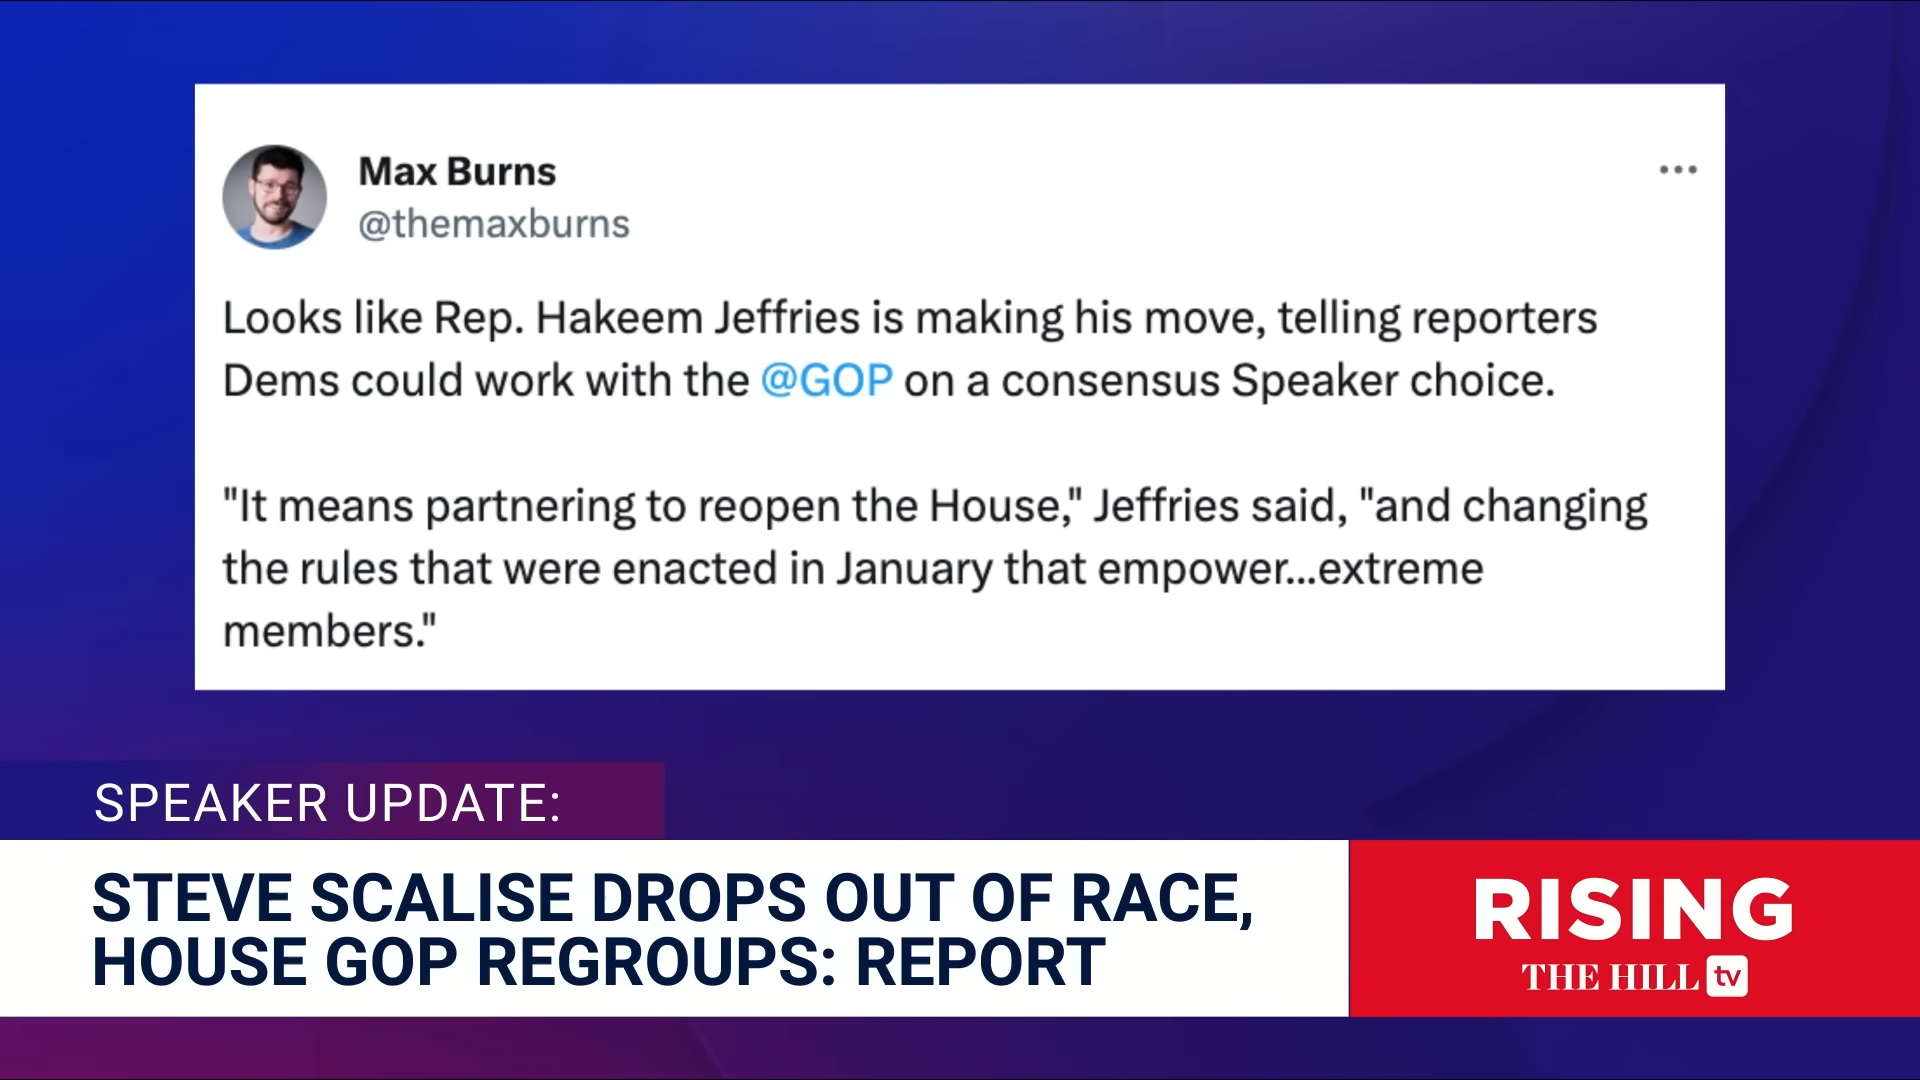 Max Burns
@themaxburns
Looks like Rep. Hakeem Jeffries is making his move, telling reporters
Dems could work with the @GOP on a consensus Speaker choice.
"It means partnering to reopen the House," Jeffries said, "and changing
the rules that were enacted in January that empower...extreme
members."
SPEAKER UPDATE:
STEVE SCALISE DROPS OUT OF RACE,
HOUSE GOP REGROUPS: REPORT
RISING
THE HILL tv